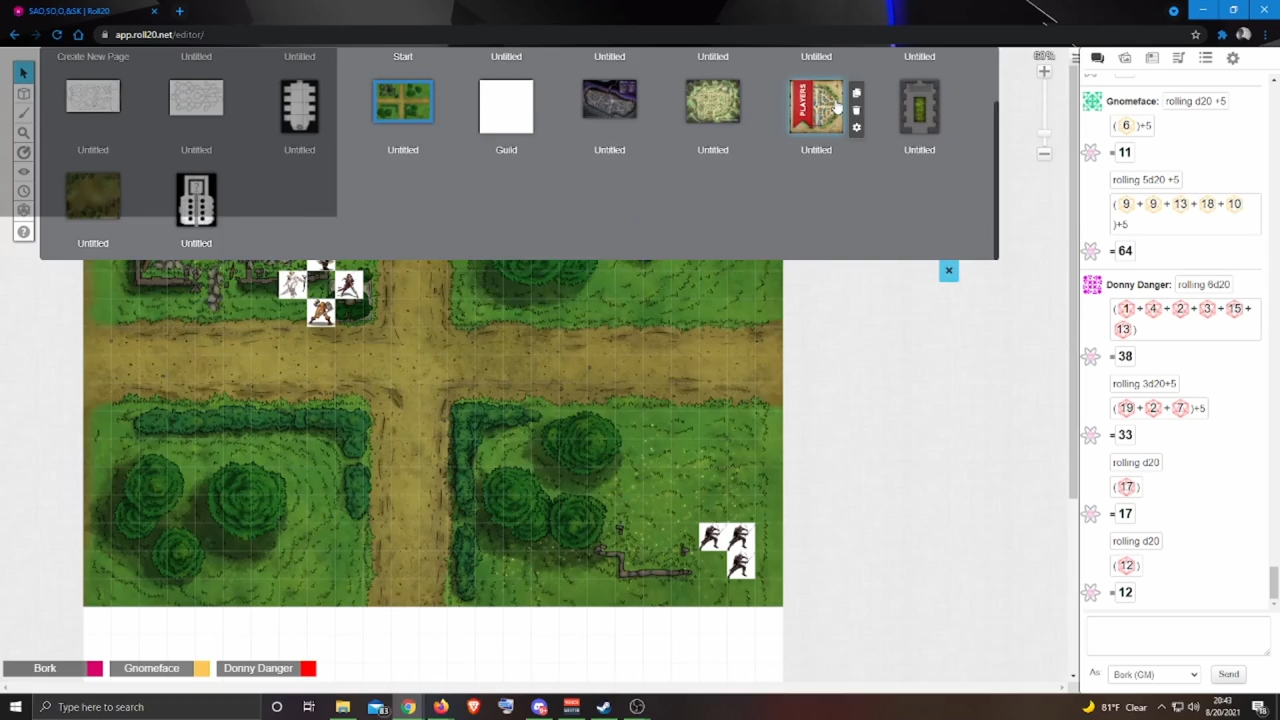 SAO,SO,O,&SK | Roll20
app.roll20.net/editor/
Create New Page
Untitled
Untitled
Start
Untitled
Untitled
Untitled
Untitled
Untitled
PLAYERS
Untitled
Untitled
Untitled
Untitled
Guild
Untitled
Untitled
Untitled
Untitled
Untitled
Untitled
Gnomeface: rolling d20 +5
(6)+5
= 11
rolling 5d20 +5
(9 + 9 + 13 + 18 + 10
)+5
= 64
Donny Danger: rolling 6d20
(1 + 4 + 2 + 3 + 15 +
13)
= 38
rolling 3d20+5
(19 + 2 + 7)+5
= 33
rolling d20
(17)
= 17
rolling d20
(12)
= 12
As: Bork (GM) Send
Bork
Gnomeface
Donny Danger
Type here to search
81°F Clear
20:43
8/20/2021